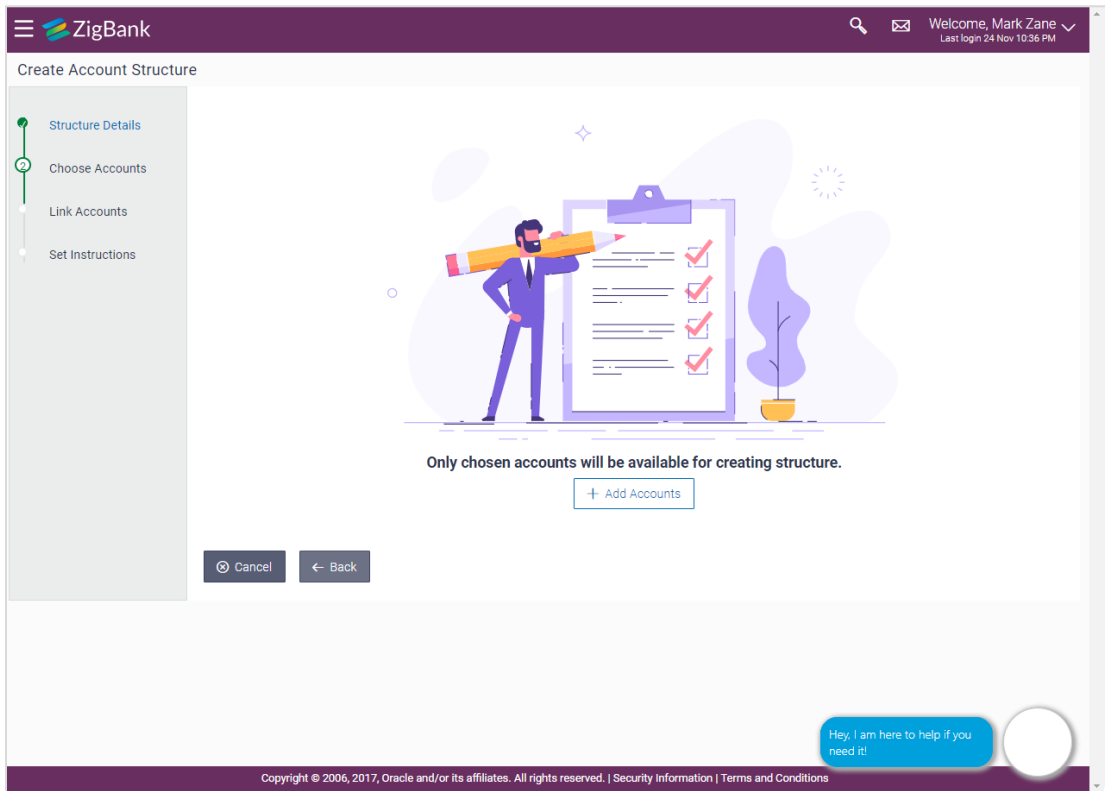 ZigBank
Welcome, Mark Zane
Last login 24 Nov 10:36 PM
Create Account Structure
Structure Details
2
Choose Accounts
Link Accounts
Set Instructions
Only chosen accounts will be available for creating structure.
+ Add Accounts
Cancel
← Back
Hey, I am here to help if you
need it!
Copyright © 2006, 2017, Oracle and/or its affiliates. All rights reserved. | Security Information | Terms and Conditions